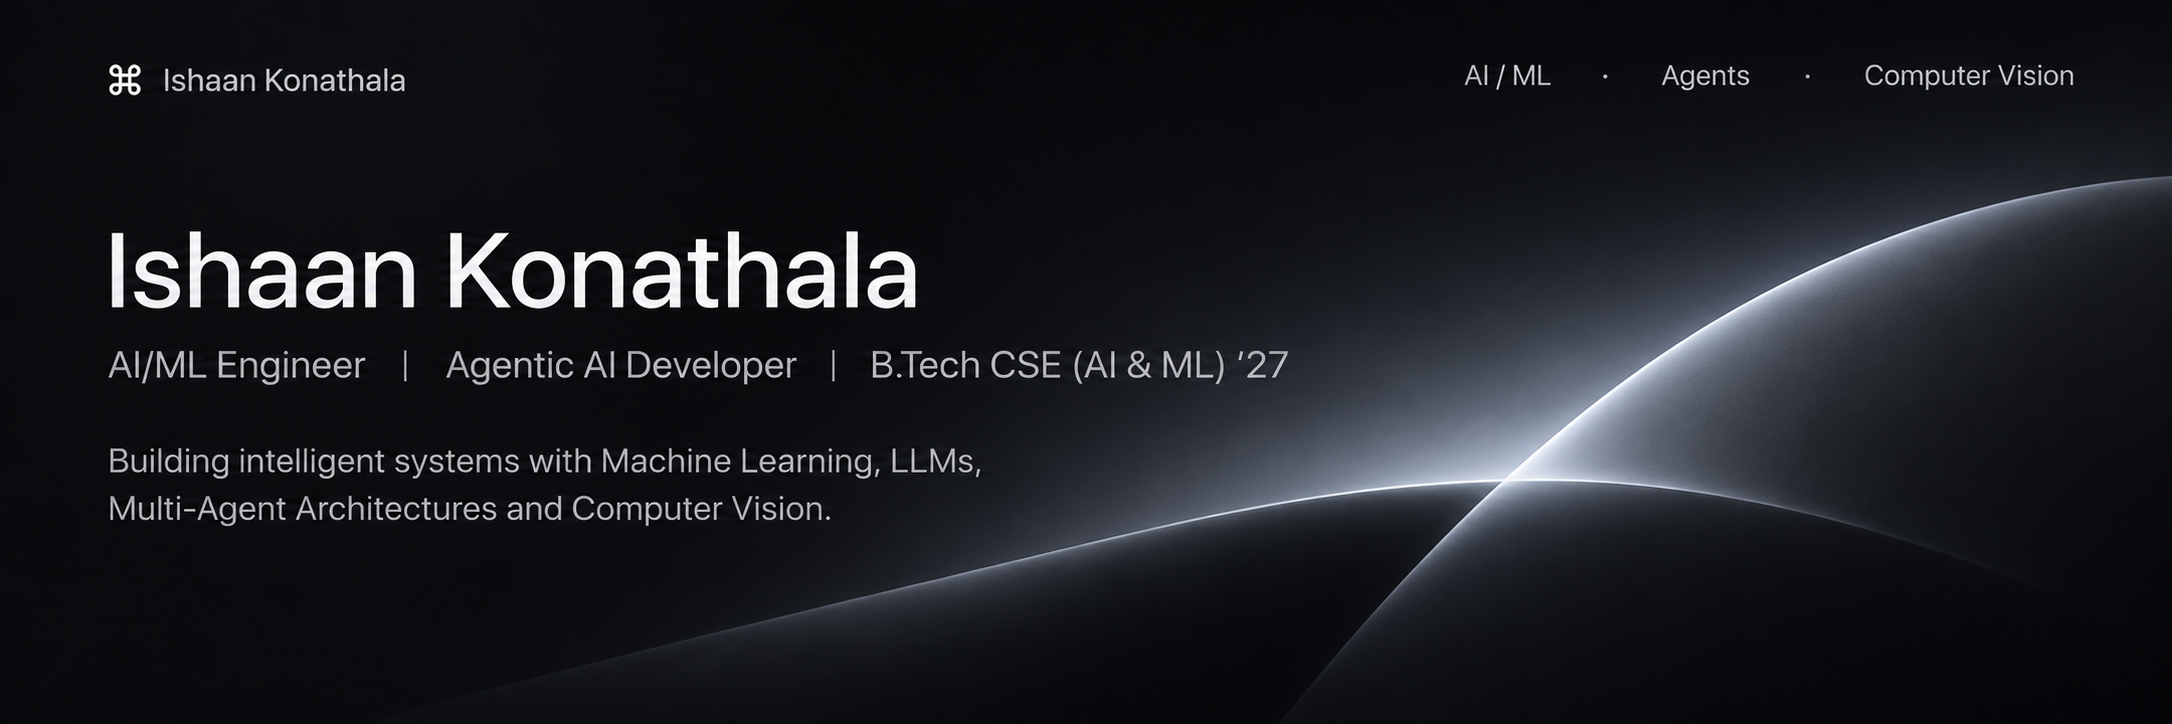 ⌘ Ishaan Konathala
AI / ML · Agents · Computer Vision
Ishaan Konathala
AI/ML Engineer | Agentic AI Developer | B.Tech CSE (AI & ML) ’27
Building intelligent systems with Machine Learning, LLMs,
Multi-Agent Architectures and Computer Vision.